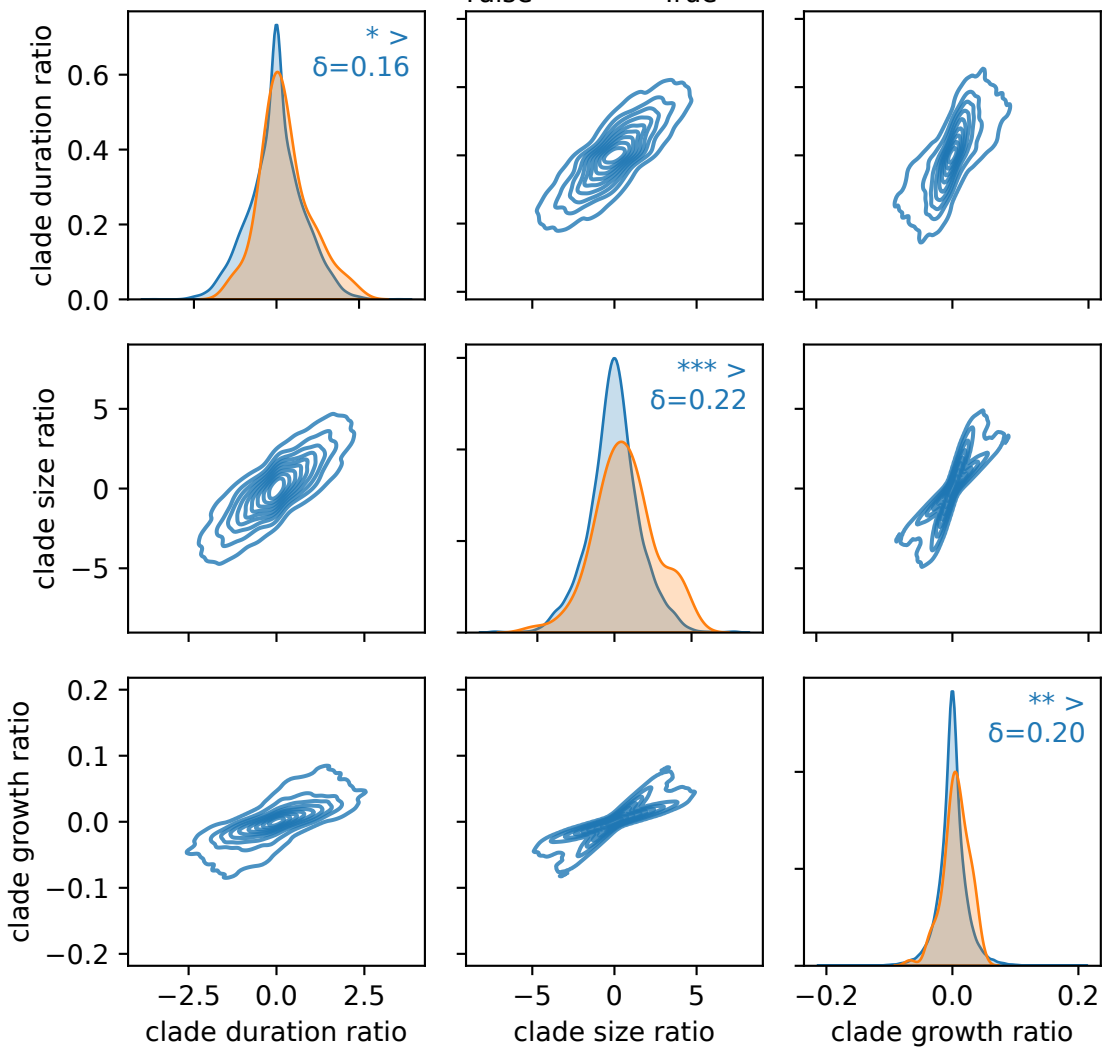 False True
clade duration ratio
0.6
0.4
0.2
0.0
* >
δ=0.16
clade size ratio
5
0
−5
*** >
δ=0.22
clade growth ratio
0.2
0.1
0.0
−0.1
−0.2
** >
δ=0.20
−2.5 0.0 2.5
−5 0 5
−0.2 0.0 0.2
clade duration ratio
clade size ratio
clade growth ratio